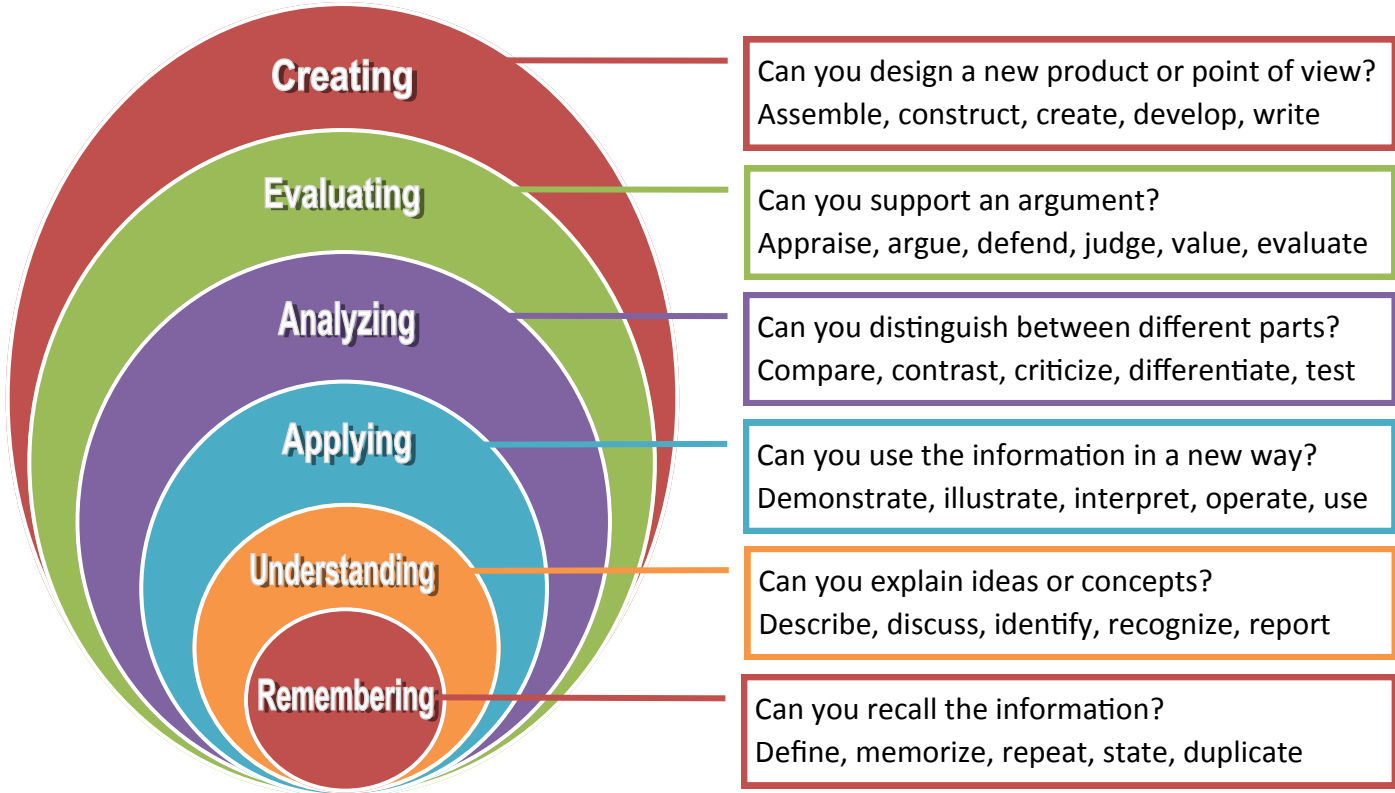 Creating
Can you design a new product or point of view?
Assemble, construct, create, develop, write
Evaluating
Can you support an argument?
Appraise, argue, defend, judge, value, evaluate
Analyzing
Can you distinguish between different parts?
Compare, contrast, criticize, differentiate, test
Applying
Can you use the information in a new way?
Demonstrate, illustrate, interpret, operate, use
Understanding
Can you explain ideas or concepts?
Describe, discuss, identify, recognize, report
Remembering
Can you recall the information?
Define, memorize, repeat, state, duplicate